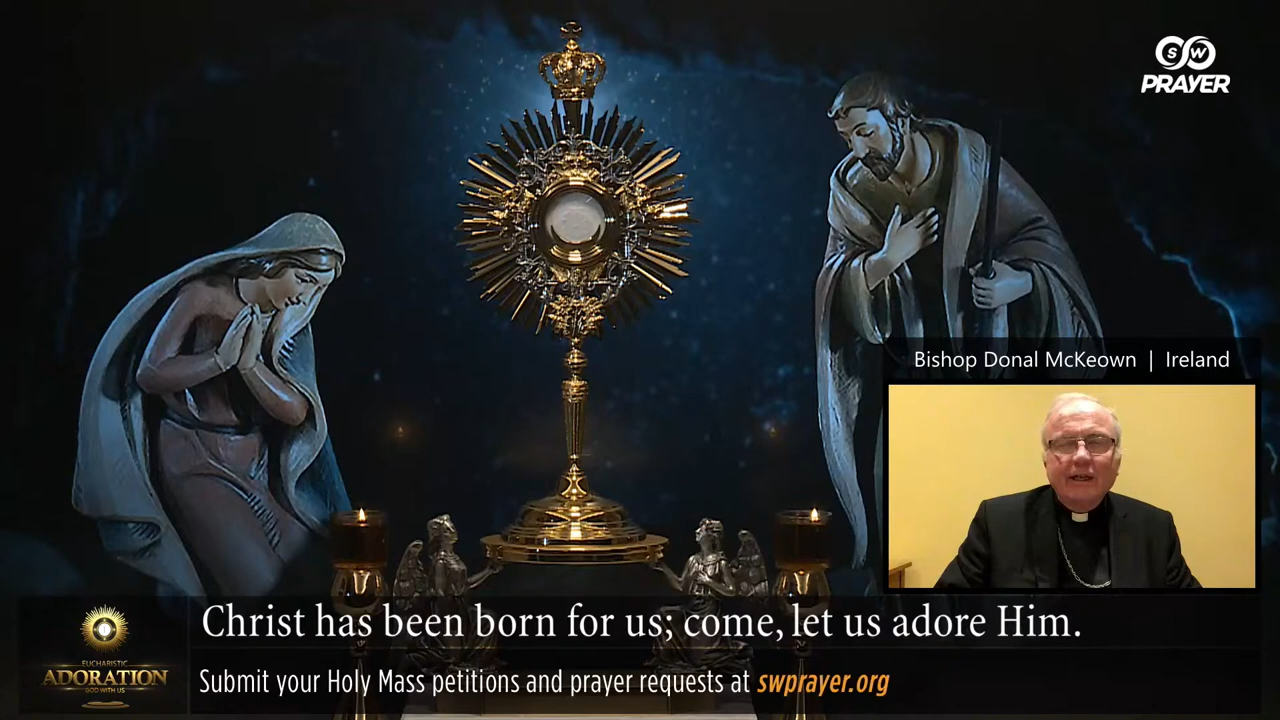 SW
PRAYER
Bishop Donal McKeown | Ireland
Christ has been born for us; come, let us adore Him.
EUCHARISTIC
ADORATION
GOD WITH US
Submit your Holy Mass petitions and prayer requests at swprayer.org